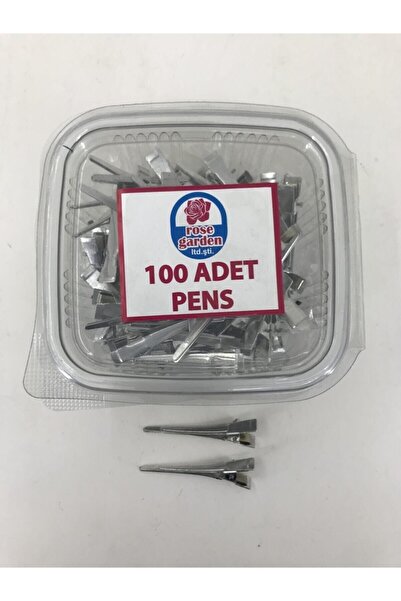 rose
garden
ltd.şti.
100 ADET
PENS